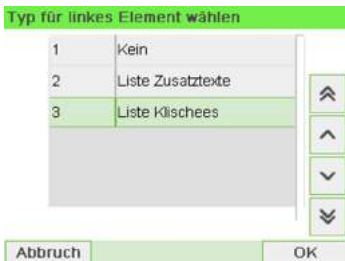 Typ für linkes Element wählen
1 Kein
2 Liste Zusatztexte
3 Liste Klischees
Abbruch OK